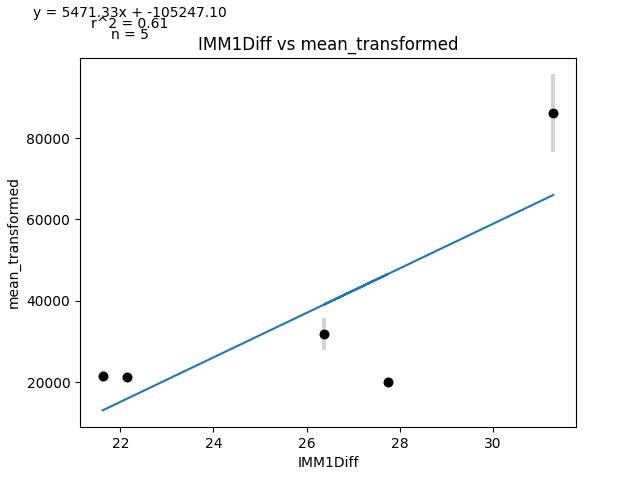 y = 5471.33x + -105247.10
r^2 = 0.61
n = 5
IMM1Diff vs mean_transformed
mean_transformed
80000
60000
40000
20000
22
24
26
28
30
IMM1Diff